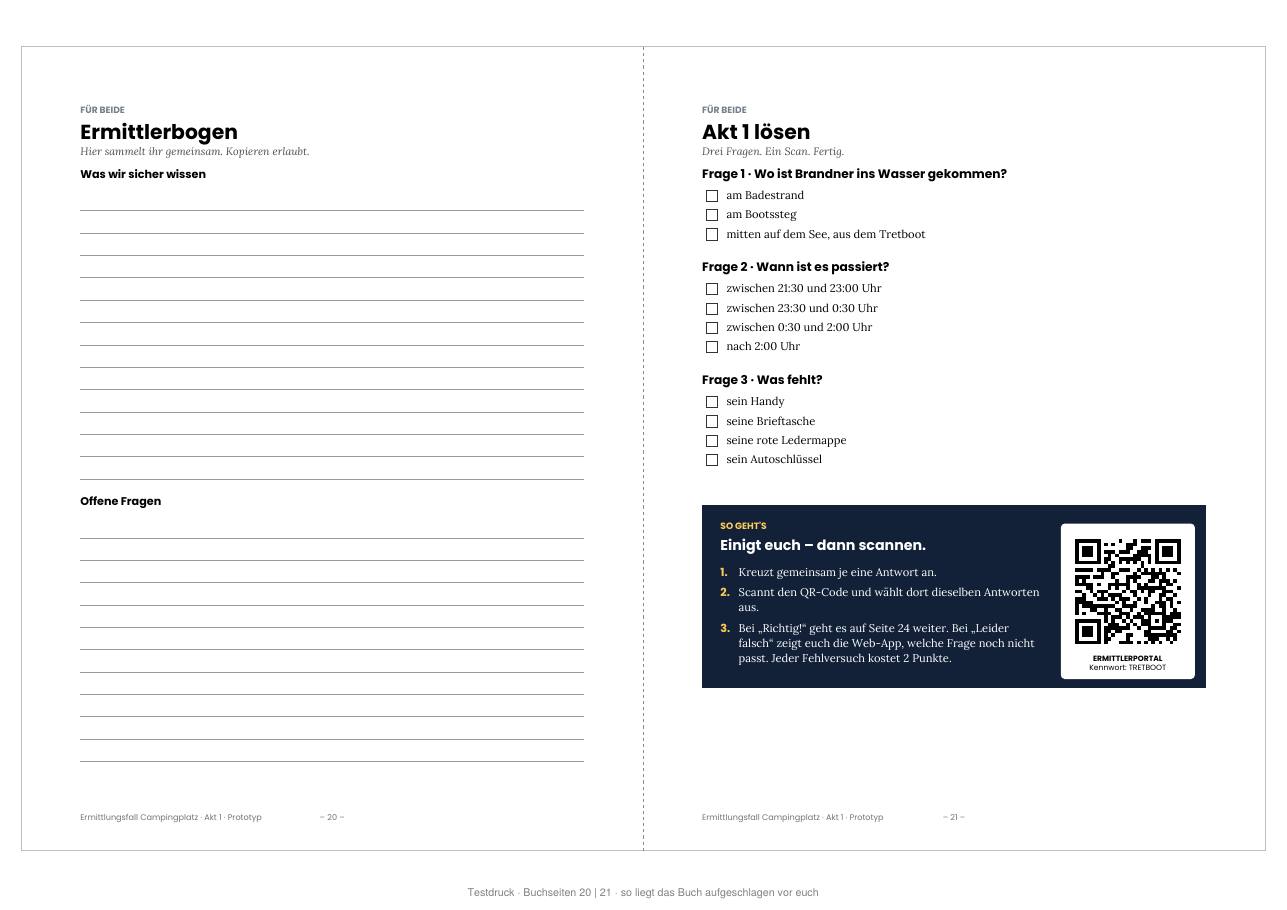 FÜR BEIDE
Ermittlerbogen
Hier sammelt ihr gemeinsam. Kopieren erlaubt.
Was wir sicher wissen
Offene Fragen
Ermittlungsfall Campingplatz · Akt 1 · Prototyp
– 20 –
FÜR BEIDE
Akt 1 lösen
Drei Fragen. Ein Scan. Fertig.
Frage 1 · Wo ist Brandner ins Wasser gekommen?
am Badestrand
am Bootssteg
mitten auf dem See, aus dem Tretboot
Frage 2 · Wann ist es passiert?
zwischen 21:30 und 23:00 Uhr
zwischen 23:30 und 0:30 Uhr
zwischen 0:30 und 2:00 Uhr
nach 2:00 Uhr
Frage 3 · Was fehlt?
sein Handy
seine Brieftasche
seine rote Ledermappe
sein Autoschlüssel
SO GEHT'S
Einigt euch – dann scannen.
1. Kreuzt gemeinsam je eine Antwort an.
2. Scannt den QR-Code und wählt dort dieselben Antworten
aus.
3. Bei „Richtig!“ geht es auf Seite 24 weiter. Bei „Leider
falsch“ zeigt euch die Web-App, welche Frage noch nicht
passt. Jeder Fehlversuch kostet 2 Punkte.
ERMITTLERPORTAL
Kennwort: TRETBOOT
Ermittlungsfall Campingplatz · Akt 1 · Prototyp
– 21 –
Testdruck · Buchseiten 20 | 21 · so liegt das Buch aufgeschlagen vor euch